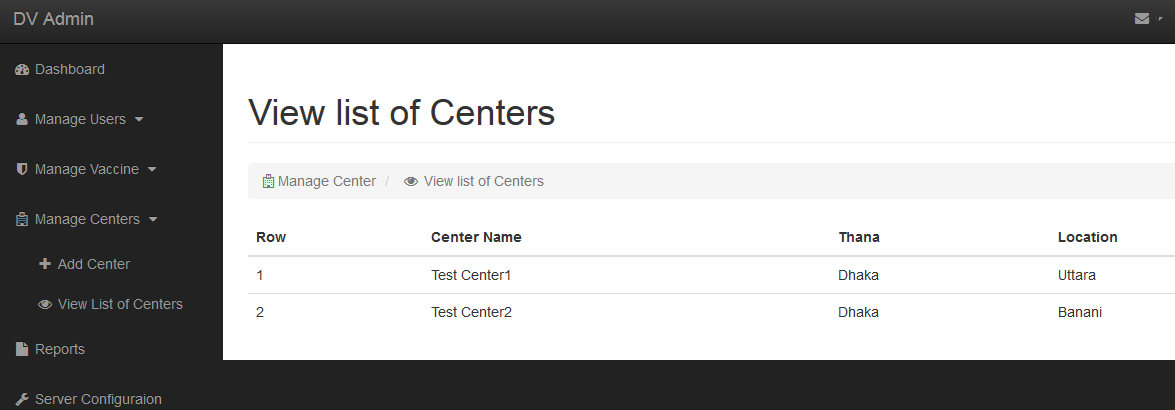 DV Admin
Dashboard
Manage Users
Manage Vaccine
Manage Centers
Add Center
View List of Centers
Reports
Server Configuraion
View list of Centers
Manage Center / View list of Centers
Row Center Name Thana Location
1 Test Center1 Dhaka Uttara
2 Test Center2 Dhaka Banani